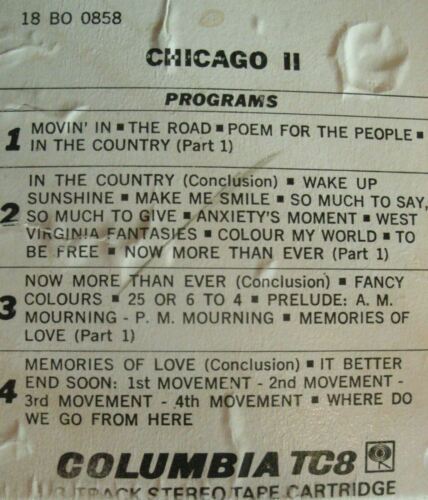 18 BO 0858
CHICAGO II
PROGRAMS
1 MOVIN' IN ▪ THE ROAD ▪ POEM FOR THE PEOPLE ▪
IN THE COUNTRY (Part 1)
IN THE COUNTRY (Conclusion) ▪ WAKE UP
SUNSHINE ▪ MAKE ME SMILE ▪ SO MUCH TO SAY,
2 SO MUCH TO GIVE ▪ ANXIETY'S MOMENT ▪ WEST
VIRGINIA FANTASIES ▪ COLOUR MY WORLD ▪ TO
BE FREE ▪ NOW MORE THAN EVER (Part 1)
NOW MORE THAN EVER (Conclusion) ▪ FANCY
3 COLOURS ▪ 25 OR 6 TO 4 ▪ PRELUDE: A. M.
MOURNING - P. M. MOURNING ▪ MEMORIES OF
LOVE (Part 1)
MEMORIES OF LOVE (Conclusion) ▪ IT BETTER
4 END SOON: 1st MOVEMENT - 2nd MOVEMENT -
3rd MOVEMENT - 4th MOVEMENT ▪ WHERE DO
WE GO FROM HERE
COLUMBIA TC8
TRACK STEREO TAPE CARTRIDGE